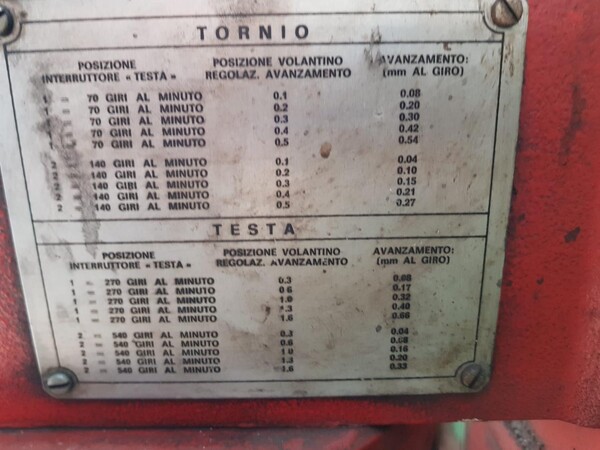 TORNIO
POSIZIONE INTERRUTTORE « TESTA » POSIZIONE VOLANTINO REGOLAZ. AVANZAMENTO AVANZAMENTO: (mm AL GIRO)
1 = 70 GIRI AL MINUTO 0.1 0.08
70 GIRI AL MINUTO 0.2 0.20
70 GIRI AL MINUTO 0.3 0.30
70 GIRI AL MINUTO 0.4 0.42
70 GIRI AL MINUTO 0.5 0.54
140 GIRI AL MINUTO 0.1 0.04
140 GIRI AL MINUTO 0.2 0.10
140 GIRI AL MINUTO 0.3 0.15
140 GIRI AL MINUTO 0.4 0.21
2 = 140 GIRI AL MINUTO 0.5 0.27
TESTA
POSIZIONE INTERRUTTORE « TESTA » POSIZIONE VOLANTINO REGOLAZ. AVANZAMENTO AVANZAMENTO: (mm AL GIRO)
1 = 270 GIRI AL MINUTO 0.3 0.08
1 = 270 GIRI AL MINUTO 0.6 0.17
1 = 270 GIRI AL MINUTO 1.0 0.32
1 = 270 GIRI AL MINUTO 1.3 0.40
1 = 270 GIRI AL MINUTO 1.6 0.66
2 = 540 GIRI AL MINUTO 0.04
2 = 540 GIRI AL MINUTO 0.6 0.08
2 = 540 GIRI AL MINUTO 1.0 0.16
2 = 540 GIRI AL MINUTO 1.3 0.20
2 = 540 GIRI AL MINUTO 1.6 0.33